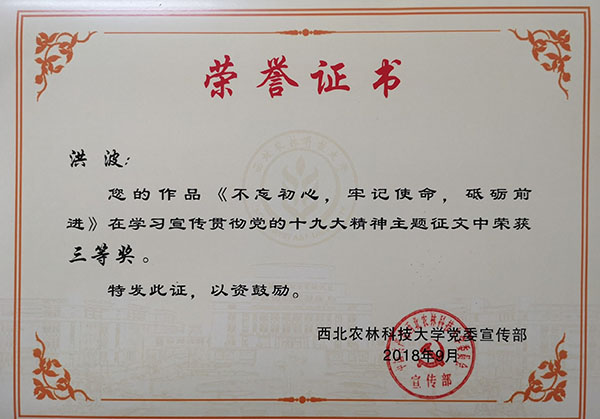 荣誉证书
洪 波：
您的作品《不忘初心，牢记使命，砥砺前
进》在学习宣传贯彻党的十九大精神主题征文中荣获
三等奖。
特发此证，以资鼓励。
西北农林科技大学党委宣传部
2018年9月
宣传部